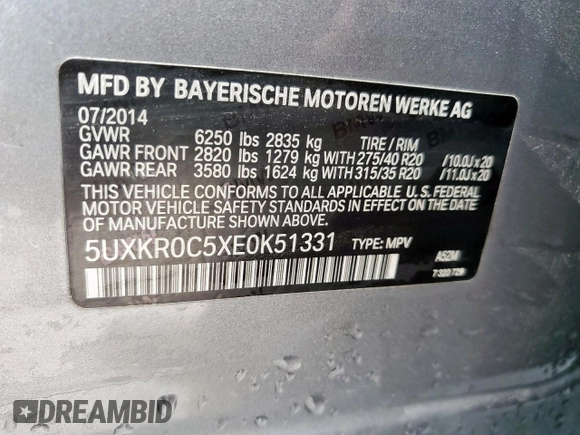 MFD BY BAYERISCHE MOTOREN WERKE AG
07/2014
GVWR 6250 lbs 2835 kg TIRE / RIM
GAWR FRONT 2820 lbs 1279 kg WITH 275/40 R20 /10.0J x 20
GAWR REAR 3580 lbs 1624 kg WITH 315/35 R20 /11.0J x 20
THIS VEHICLE CONFORMS TO ALL APPLICABLE U. S. FEDERAL
MOTOR VEHICLE SAFETY STANDARDS IN EFFECT ON THE
DATE OF MANUFACTURE SHOWN ABOVE.
5UXKR0C5XE0K51331 TYPE: MPV
A52M
7 320 729
DREAMBID